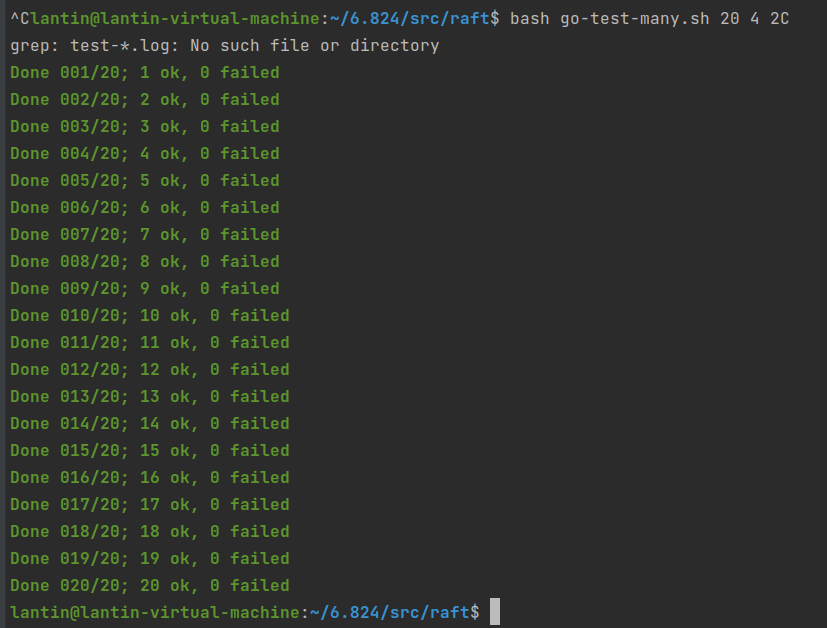 ^Clantin@lantin-virtual-machine:~/6.824/src/raft$ bash go-test-many.sh 20 4 2C
grep: test-*.log: No such file or directory
Done 001/20; 1 ok, 0 failed
Done 002/20; 2 ok, 0 failed
Done 003/20; 3 ok, 0 failed
Done 004/20; 4 ok, 0 failed
Done 005/20; 5 ok, 0 failed
Done 006/20; 6 ok, 0 failed
Done 007/20; 7 ok, 0 failed
Done 008/20; 8 ok, 0 failed
Done 009/20; 9 ok, 0 failed
Done 010/20; 10 ok, 0 failed
Done 011/20; 11 ok, 0 failed
Done 012/20; 12 ok, 0 failed
Done 013/20; 13 ok, 0 failed
Done 014/20; 14 ok, 0 failed
Done 015/20; 15 ok, 0 failed
Done 016/20; 16 ok, 0 failed
Done 017/20; 17 ok, 0 failed
Done 018/20; 18 ok, 0 failed
Done 019/20; 19 ok, 0 failed
Done 020/20; 20 ok, 0 failed
lantin@lantin-virtual-machine:~/6.824/src/raft$